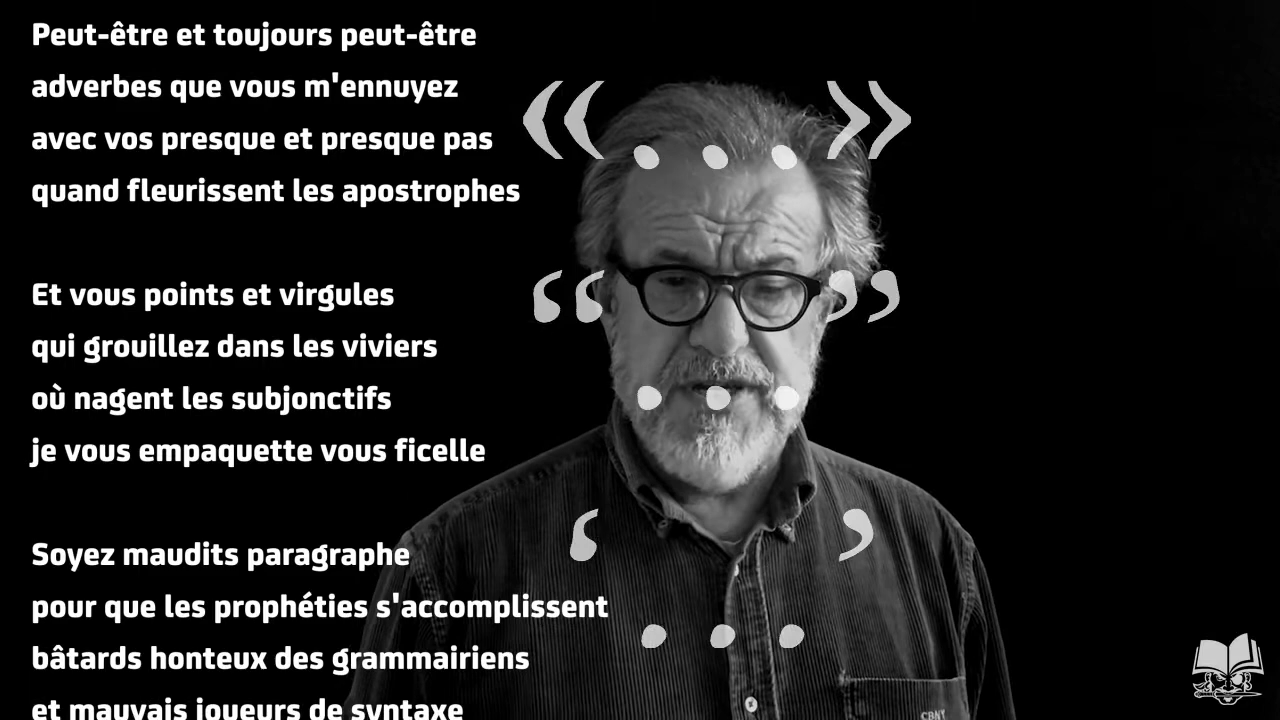 Peut-être et toujours peut-être
adverbes que vous m'ennuyez
avec vos presque et presque pas
quand fleurissent les apostrophes
« ... »
“ ... ”
‘ ... ’
Et vous points et virgules
qui grouillez dans les viviers
où nagent les subjonctifs
je vous empaquette vous ficelle
Soyez maudits paragraphe
pour que les prophéties s'accomplissent
bâtards honteux des grammairiens
et mauvais joueurs de syntaxe
CBNY